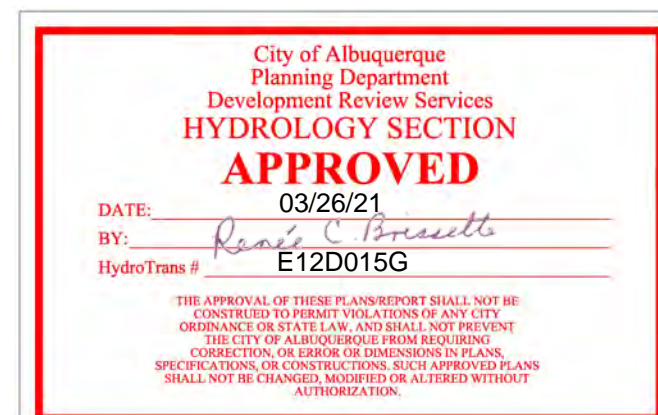 City of Albuquerque
Planning Department
Development Review Services
HYDROLOGY SECTION
APPROVED
DATE: 03/26/21
BY: Renée C. Brissette
HydroTrans # E12D015G
THE APPROVAL OF THESE PLANS/REPORT SHALL NOT BE
CONSTRUED TO PERMIT VIOLATIONS OF ANY CITY
ORDINANCE OR STATE LAW, AND SHALL NOT PREVENT
THE CITY OF ALBUQUERQUE FROM REQUIRING
CORRECTION, OR ERROR OR DIMENSIONS IN PLANS,
SPECIFICATIONS, OR CONSTRUCTIONS. SUCH APPROVED PLANS
SHALL NOT BE CHANGED, MODIFIED OR ALTERED WITHOUT
AUTHORIZATION.